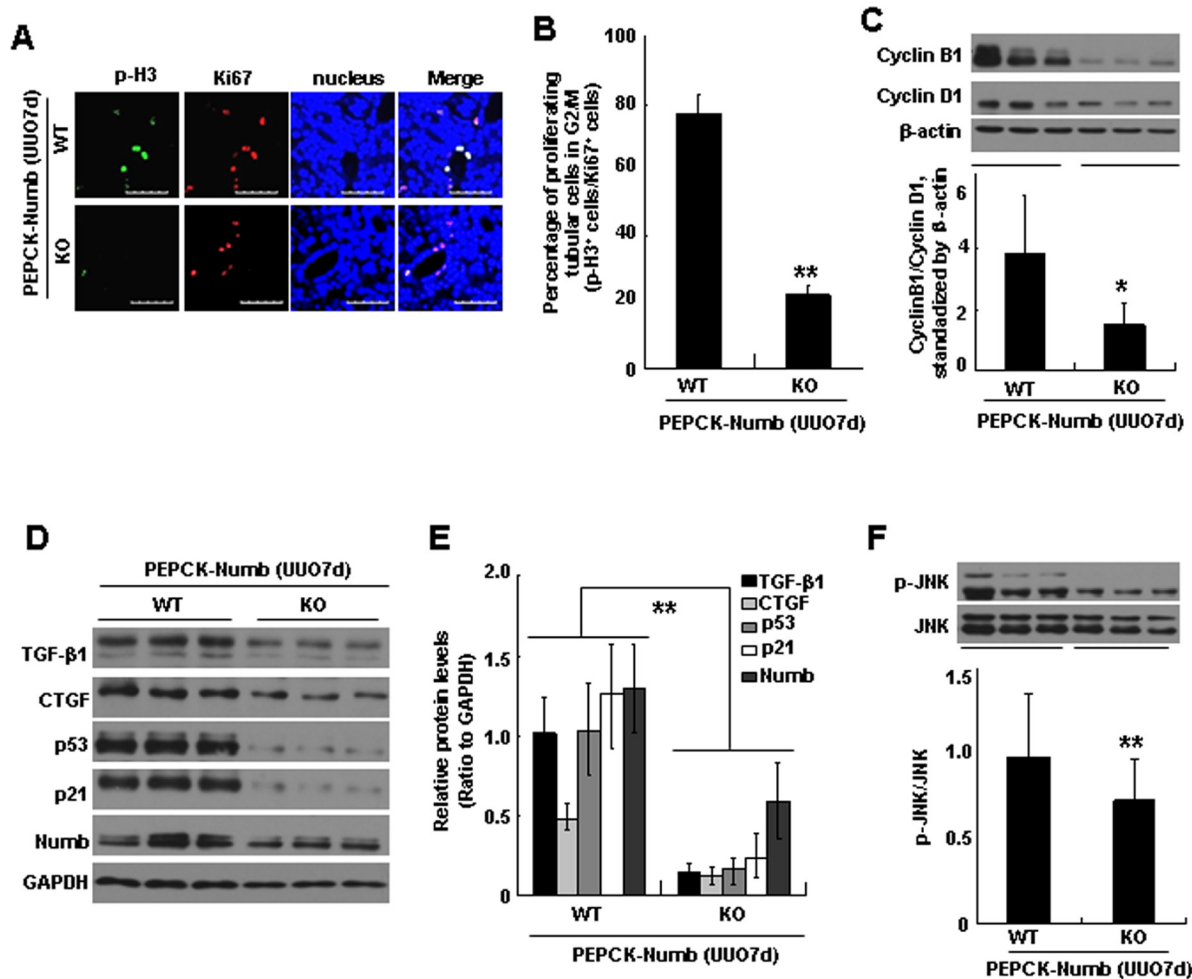 A
p-H3 Ki67 nucleus Merge
PEPCK-Numb (UUO7d)
WT
KO
B
Percentage of proliferating
tubular cells in G2/M
(p-H3⁺ cells/Ki67⁺ cells)
100
80
60
40
20
0
**
WT KO
PEPCK-Numb (UUO7d)
C
Cyclin B1
Cyclin D1
β-actin
CyclinB1/Cyclin D1,
standadized by β-actin
6
4
2
0
*
WT KO
PEPCK-Numb (UUO7d)
D
PEPCK-Numb (UUO7d)
WT KO
TGF-β1
CTGF
p53
p21
Numb
GAPDH
E
Relative protein levels
(Ratio to GAPDH)
2.0
1.5
1.0
0.5
0
**
TGF-β1
CTGF
p53
p21
Numb
WT KO
PEPCK-Numb (UUO7d)
F
p-JNK
JNK
p-JNK/JNK
1.5
1.0
0.5
0
**
WT KO
PEPCK-Numb (UUO7d)